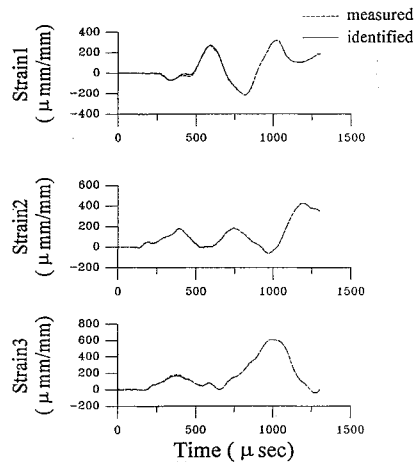 measured
identified
Strain1
( μ mm/mm)
400
200
0
-200
-400
0 500 1000 1500
Strain2
( μ mm/mm)
600
400
200
0
-200
0 500 1000 1500
Strain3
( μ mm/mm)
800
600
400
200
0
-200
0 500 1000 1500
Time ( μ sec)